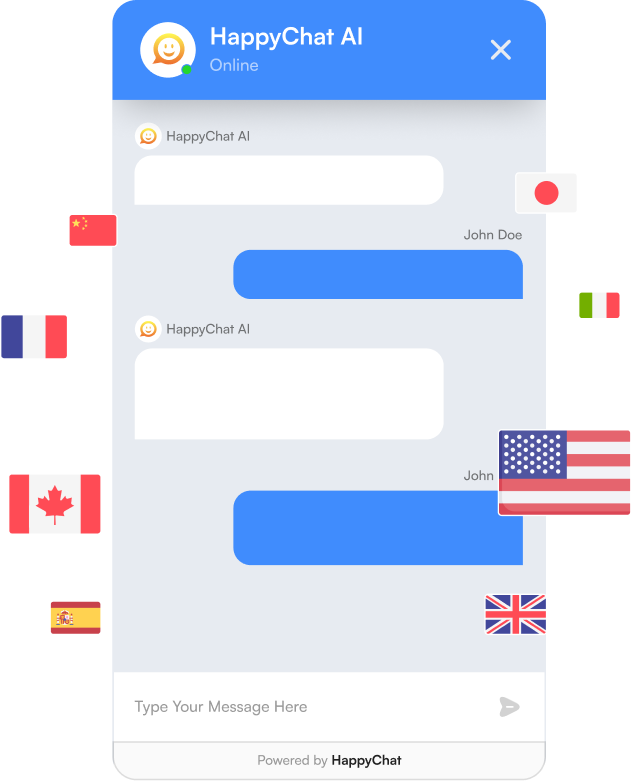 HappyChat AI
Online
HappyChat AI
John Doe
HappyChat AI
John
Type Your Message Here
Powered by HappyChat